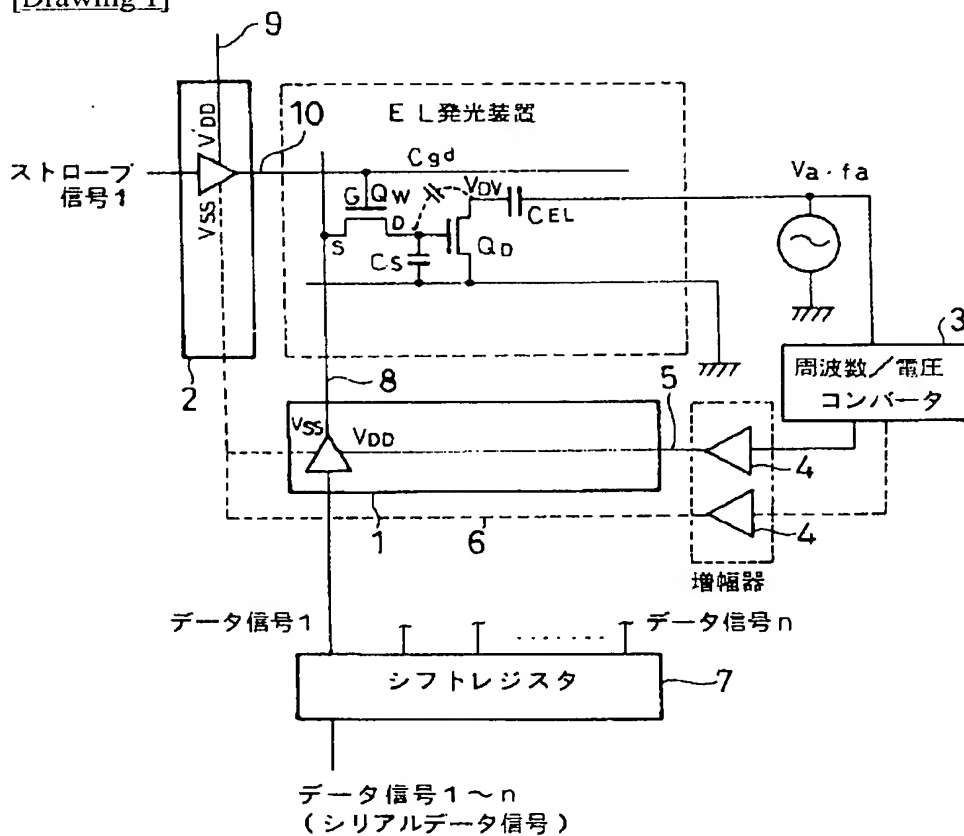 [Drawing 1]
9
EL発光装置
V'DD
10
Cgd
Va・fa
ストローブ
信号1
VSS
G
QW
VDV
CEL
S
D
QD
CS
3
周波数/電圧
コンバータ
2
8
VSS
VDD
5
4
1
6
4
増幅器
データ信号1
........
データ信号n
シフトレジスタ
7
データ信号1~n
(シリアルデータ信号)